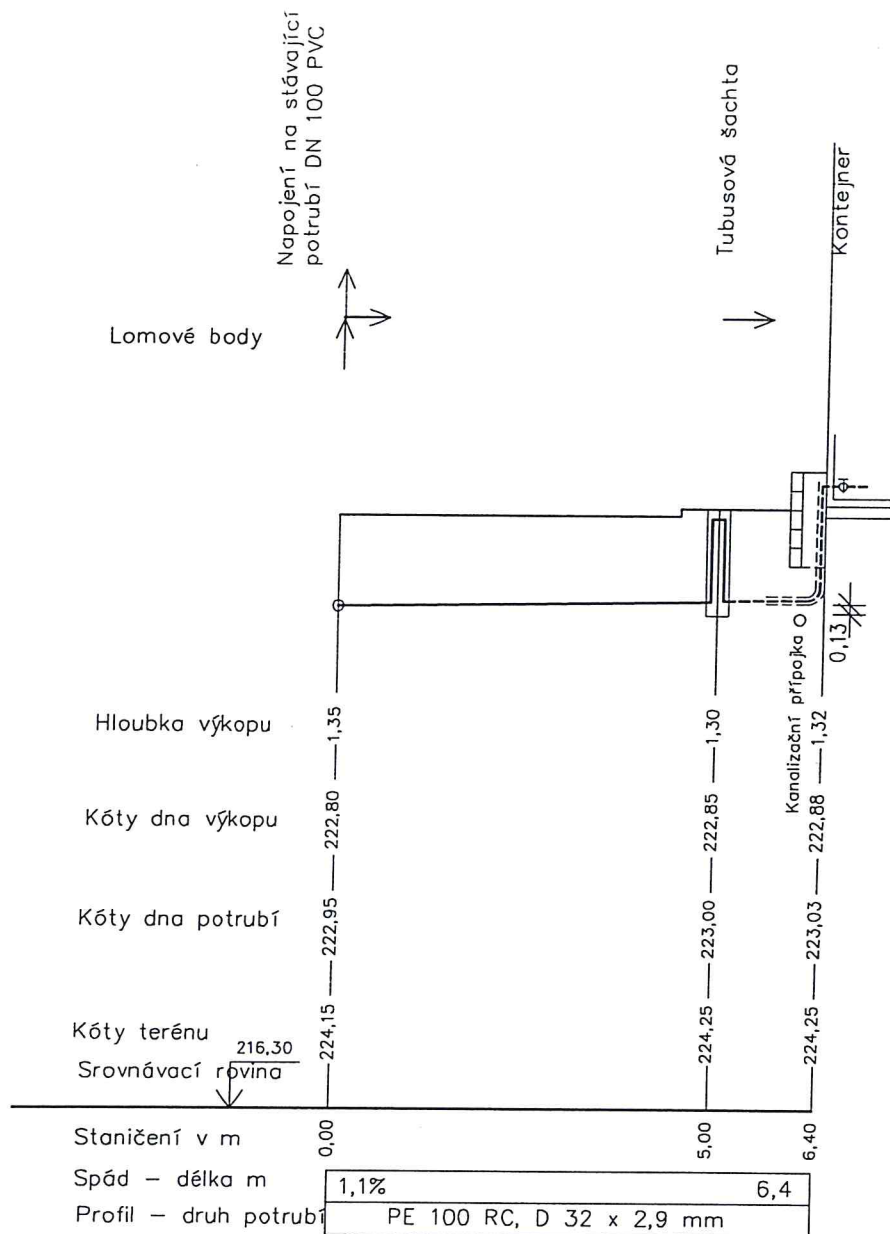 Napojení na stávající
potrubí DN 100 PVC
Tubusová šachta
Kontejner
Lomové body
Kanalizační přípojka
0,13
Hloubka výkopu
1,35
1,30
1,32
Kóty dna výkopu
222,80
222,85
222,88
Kóty dna potrubí
222,95
223,00
223,03
Kóty terénu
224,15
224,25
224,25
216,30
Srovnávací rovina
Staničení v m
0,00
5,00
6,40
Spád – délka m
1,1%
6,4
Profil – druh potrubí
PE 100 RC, D 32 x 2,9 mm